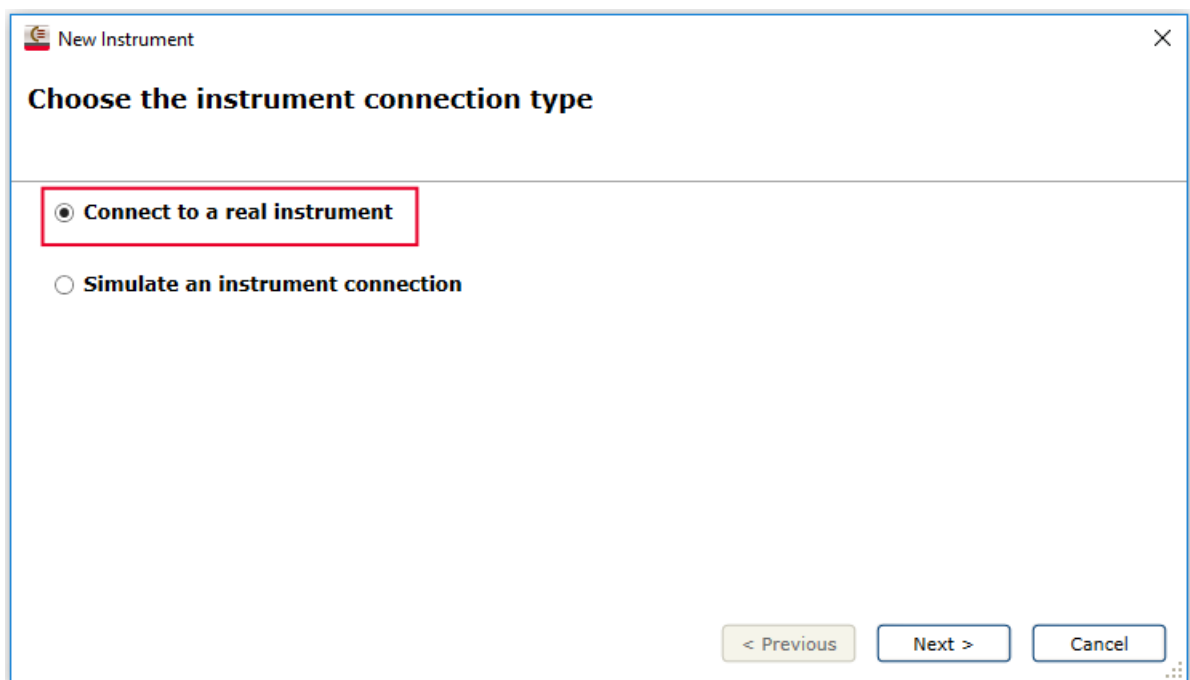 New Instrument
Choose the instrument connection type
Connect to a real instrument
Simulate an instrument connection
< Previous Next > Cancel